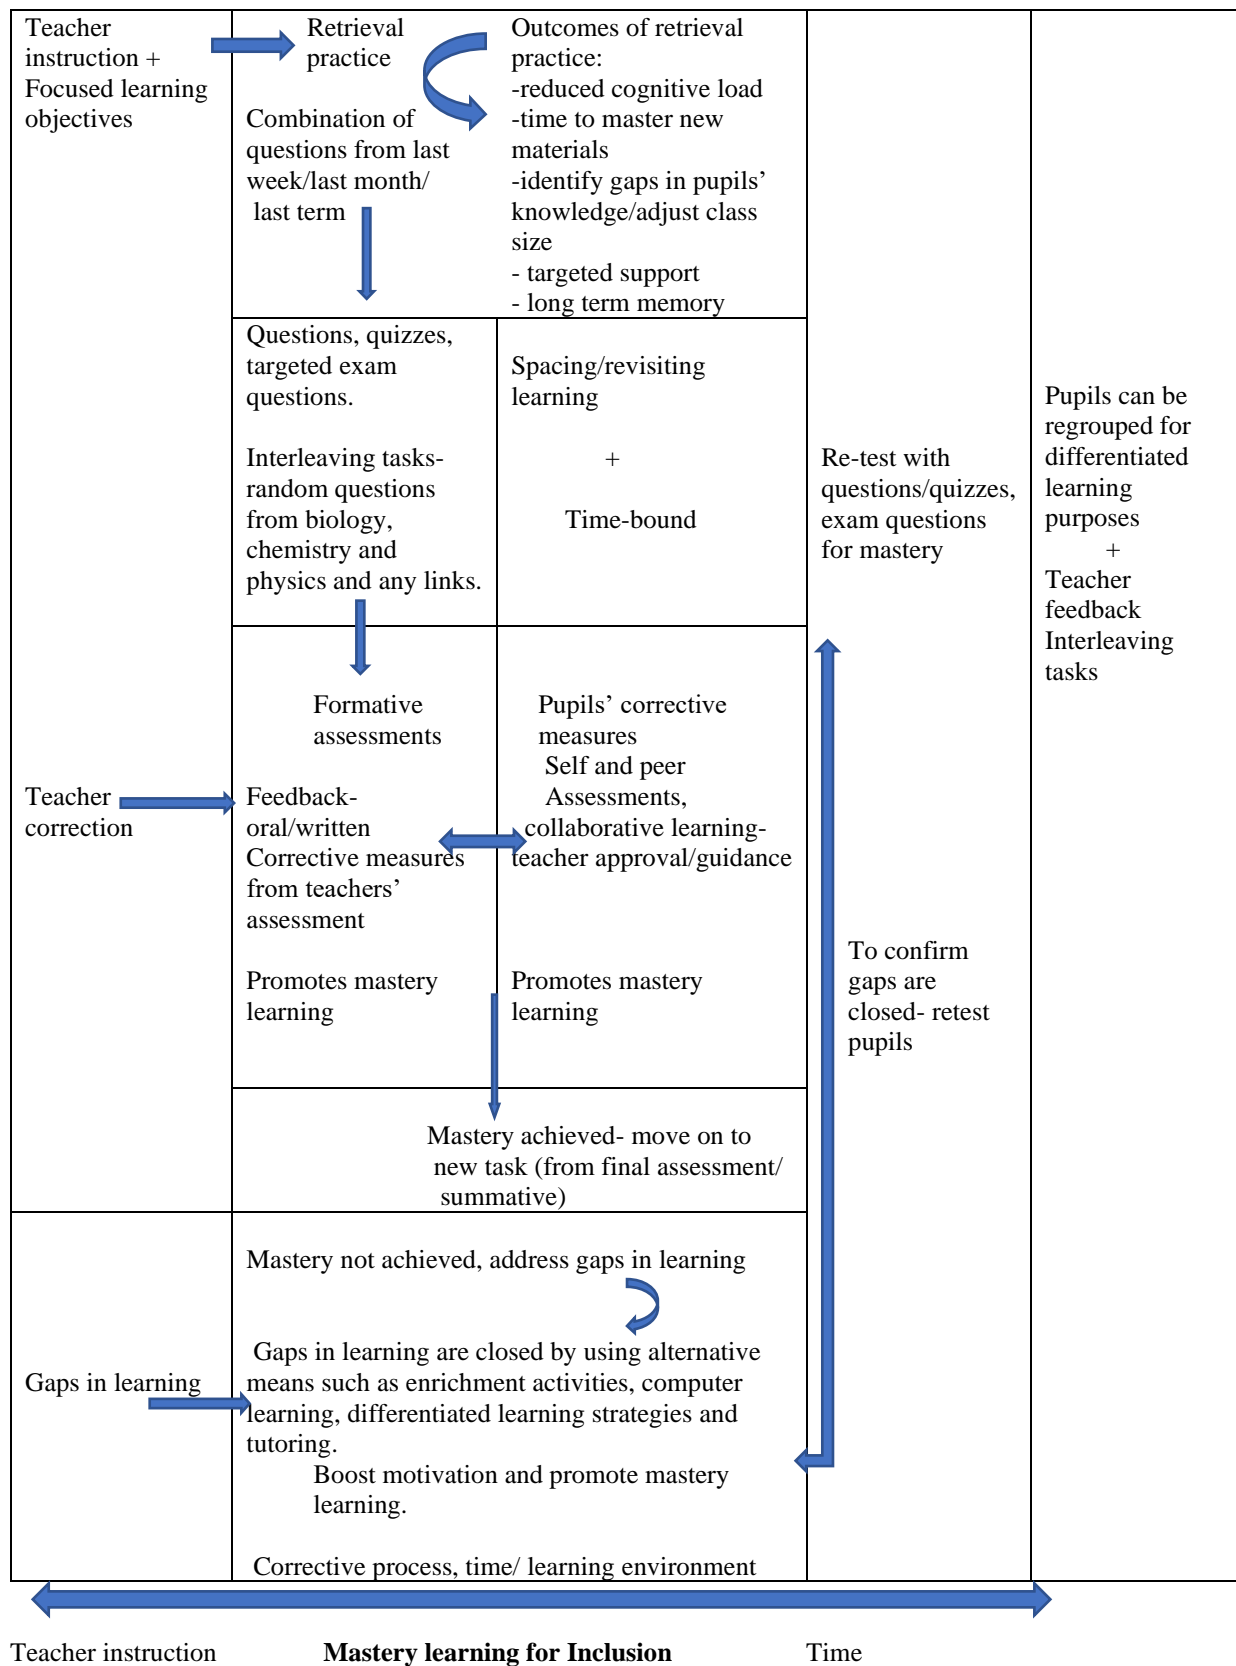 Teacher
instruction +
Focused learning
objectives
Retrieval
practice
Combination of
questions from last
week/last month/
last term
Outcomes of retrieval
practice:
-reduced cognitive load
-time to master new
materials
-identify gaps in pupils’
knowledge/adjust class
size
- targeted support
- long term memory
Questions, quizzes,
targeted exam
questions.
Interleaving tasks-
random questions
from biology,
chemistry and
physics and any links.
Spacing/revisiting
learning
+
Time-bound
Re-test with
questions/quizzes,
exam questions
for mastery
Pupils can be
regrouped for
differentiated
learning
purposes
+
Teacher
feedback
Interleaving
tasks
Teacher
correction
Formative
assessments
Feedback-
oral/written
Corrective measures
from teachers’
assessment
Promotes mastery
learning
Pupils’ corrective
measures
Self and peer
Assessments,
collaborative learning-
teacher approval/guidance
Promotes mastery
learning
To confirm
gaps are
closed- retest
pupils
Mastery achieved- move on to
new task (from final assessment/
summative)
Gaps in learning
Mastery not achieved, address gaps in learning
Gaps in learning are closed by using alternative
means such as enrichment activities, computer
learning, differentiated learning strategies and
tutoring.
Boost motivation and promote mastery
learning.
Corrective process, time/ learning environment
Teacher instruction Mastery learning for Inclusion Time